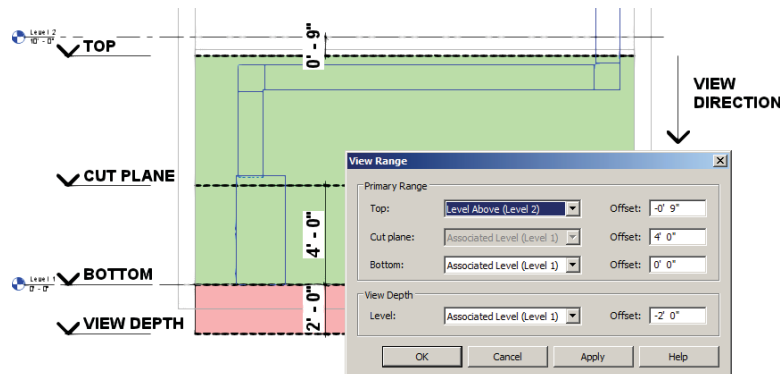 Level 2
10' - 0"
TOP
0' - 9"
VIEW
DIRECTION
CUT PLANE
4' - 0"
Level 1
0' - 0"
BOTTOM
2' - 0"
VIEW DEPTH
View Range
Primary Range
Top:
Level Above (Level 2)
Offset:
-0' 9"
Cut plane:
Associated Level (Level 1)
Offset:
4' 0"
Bottom:
Associated Level (Level 1)
Offset:
0' 0"
View Depth
Level:
Associated Level (Level 1)
Offset:
-2' 0"
OK
Cancel
Apply
Help